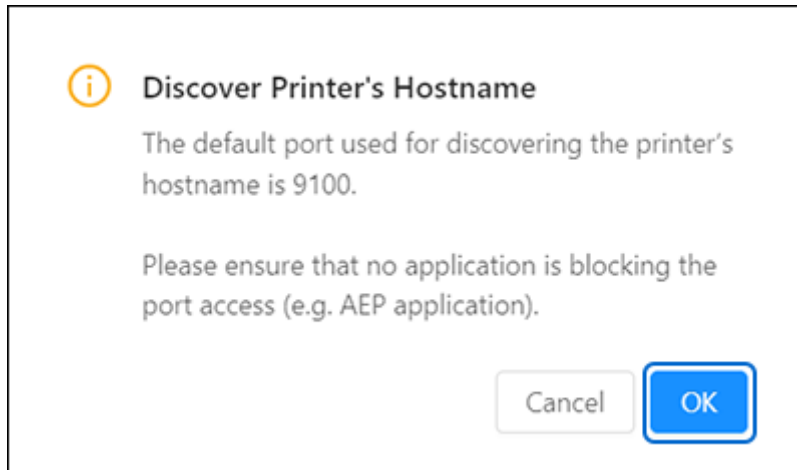 Discover Printer's Hostname
The default port used for discovering the printer's
hostname is 9100.
Please ensure that no application is blocking the
port access (e.g. AEP application).
Cancel
OK